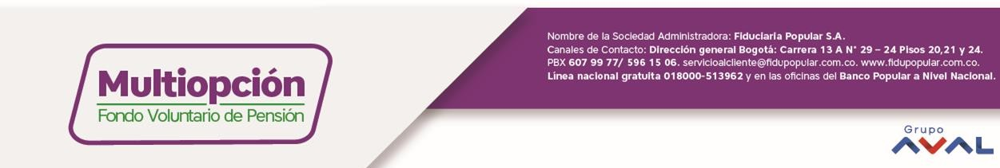 Multiopción
Fondo Voluntario de Pensión
Nombre de la Sociedad Administradora: Fiduciaria Popular S.A.
Canales de Contacto: Dirección general Bogotá: Carrera 13 A N° 29 – 24 Pisos 20,21 y 24.
PBX 607 99 77/ 596 15 06. servicioalcliente@fidupopular.com.co. www.fidupopular.com.co.
Línea nacional gratuita 018000-513962 y en las oficinas del Banco Popular a Nivel Nacional.
Grupo
AVAL